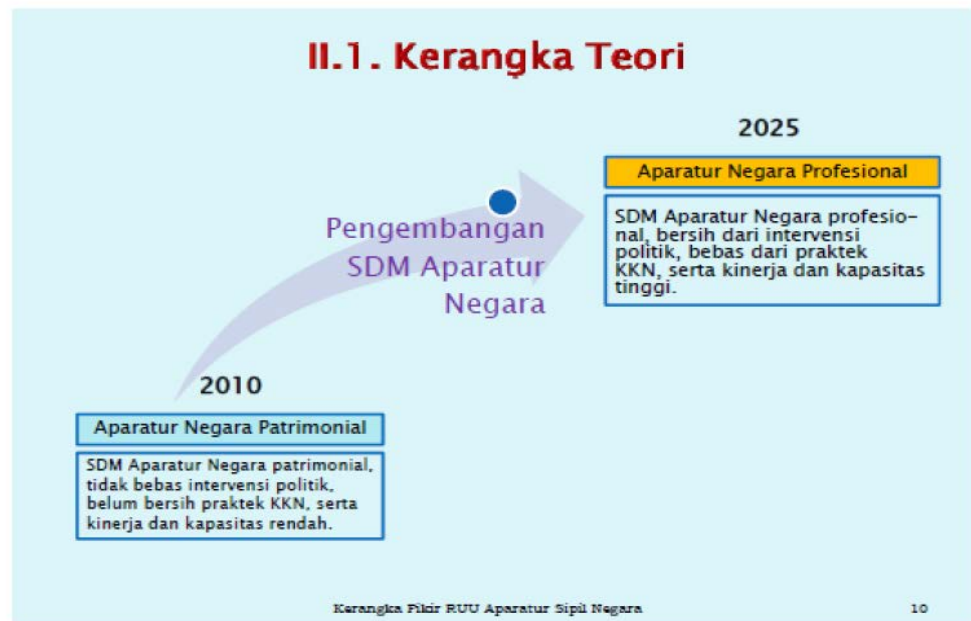 II.1. Kerangka Teori
2025
Aparatur Negara Profesional
SDM Aparatur Negara profesio-
nal, bersih dari intervensi
politik, bebas dari praktek
KKN, serta kinerja dan kapasitas
tinggi.
Pengembangan
SDM Aparatur
Negara
2010
Aparatur Negara Patrimonial
SDM Aparatur Negara patrimonial,
tidak bebas intervensi politik,
belum bersih praktek KKN, serta
kinerja dan kapasitas rendah.
Kerangka Fikir RUU Aparatur Sipil Negara
10